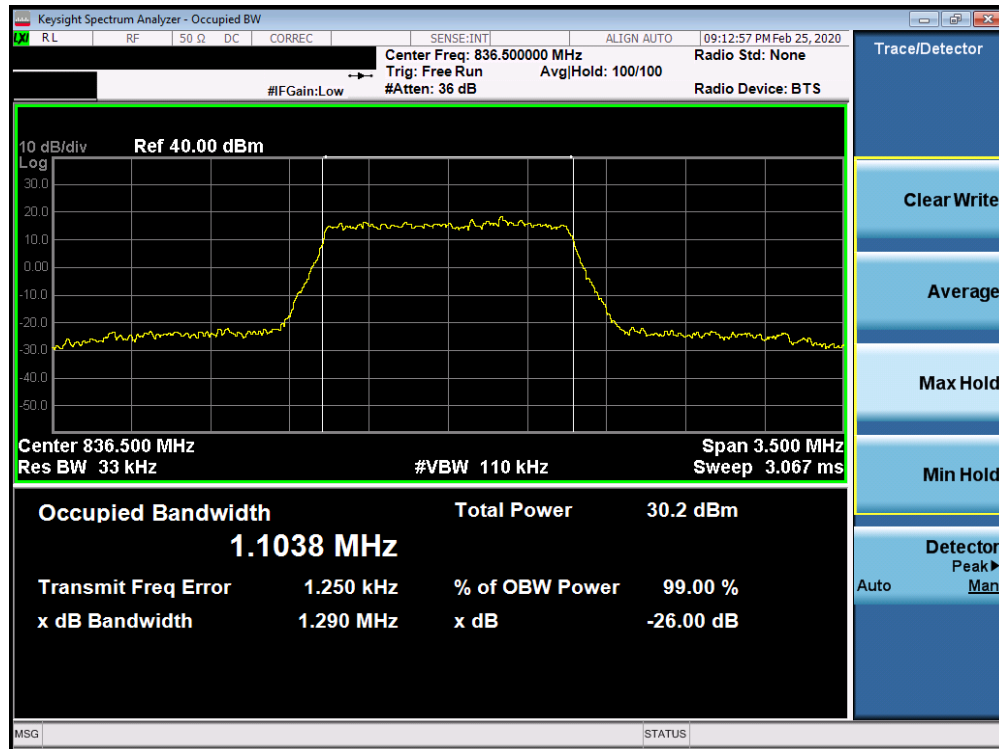 Keysight Spectrum Analyzer - Occupied BW
LXI RL RF 50 Ω DC CORREC SENSE:INT ALIGN AUTO 09:12:57 PM Feb 25, 2020
Center Freq: 836.500000 MHz Radio Std: None
Trig: Free Run Avg|Hold: 100/100
#IFGain:Low #Atten: 36 dB Radio Device: BTS
10 dB/div Ref 40.00 dBm
Log
30.0
20.0
10.0
0.00
-10.0
-20.0
-30.0
-40.0
-50.0
Center 836.500 MHz Span 3.500 MHz
Res BW 33 kHz #VBW 110 kHz Sweep 3.067 ms
Occupied Bandwidth Total Power 30.2 dBm
1.1038 MHz
Transmit Freq Error 1.250 kHz % of OBW Power 99.00 %
x dB Bandwidth 1.290 MHz x dB -26.00 dB
MSG STATUS
Trace/Detector
Clear Write
Average
Max Hold
Min Hold
Detector
Peak▶
Auto Man